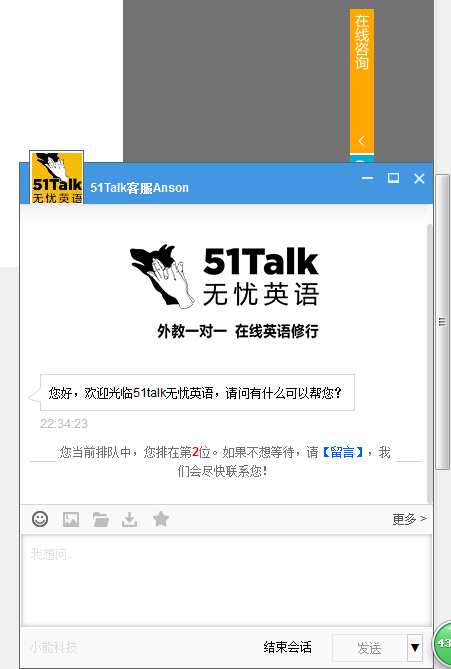 在线咨询
51Talk
无忧英语
51Talk客服Anson
51Talk
无忧英语
外教一对一 在线英语修行
您好，欢迎光临51talk无忧英语，请问有什么可以帮您？
22:34:23
您当前排队中，您排在第2位。如果不想等待，请【留言】，我
们会尽快联系您！
更多 >
我想问...
小能科技
结束会话
发送
43